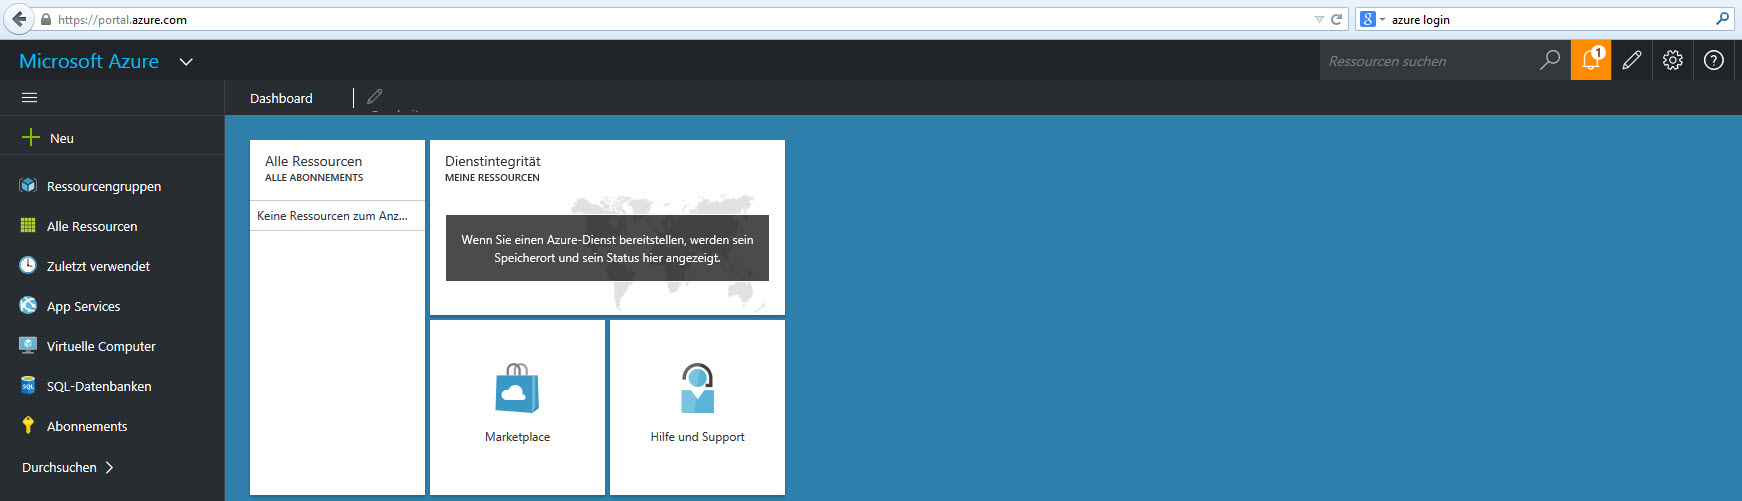 https://portal.azure.com
azure login
Microsoft Azure
Ressourcen suchen
1
Dashboard
Neu
Ressourcengruppen
Alle Ressourcen
Zuletzt verwendet
App Services
Virtuelle Computer
SQL-Datenbanken
Abonnements
Durchsuchen
Alle Ressourcen
ALLE ABONNEMENTS
Keine Ressourcen zum Anz...
Dienstintegrität
MEINE RESSOURCEN
Wenn Sie einen Azure-Dienst bereitstellen, werden sein
Speicherort und sein Status hier angezeigt.
Marketplace
Hilfe und Support